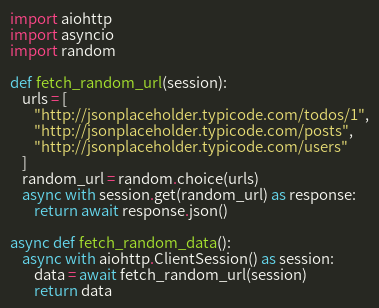 import aiohttp
import asyncio
import random

def fetch_random_url(session):
    urls = [
        "http://jsonplaceholder.typicode.com/todos/1",
        "http://jsonplaceholder.typicode.com/posts",
        "http://jsonplaceholder.typicode.com/users"
    ]
    random_url = random.choice(urls)
    async with session.get(random_url) as response:
        return await response.json()

async def fetch_random_data():
    async with aiohttp.ClientSession() as session:
        data = await fetch_random_url(session)
        return data